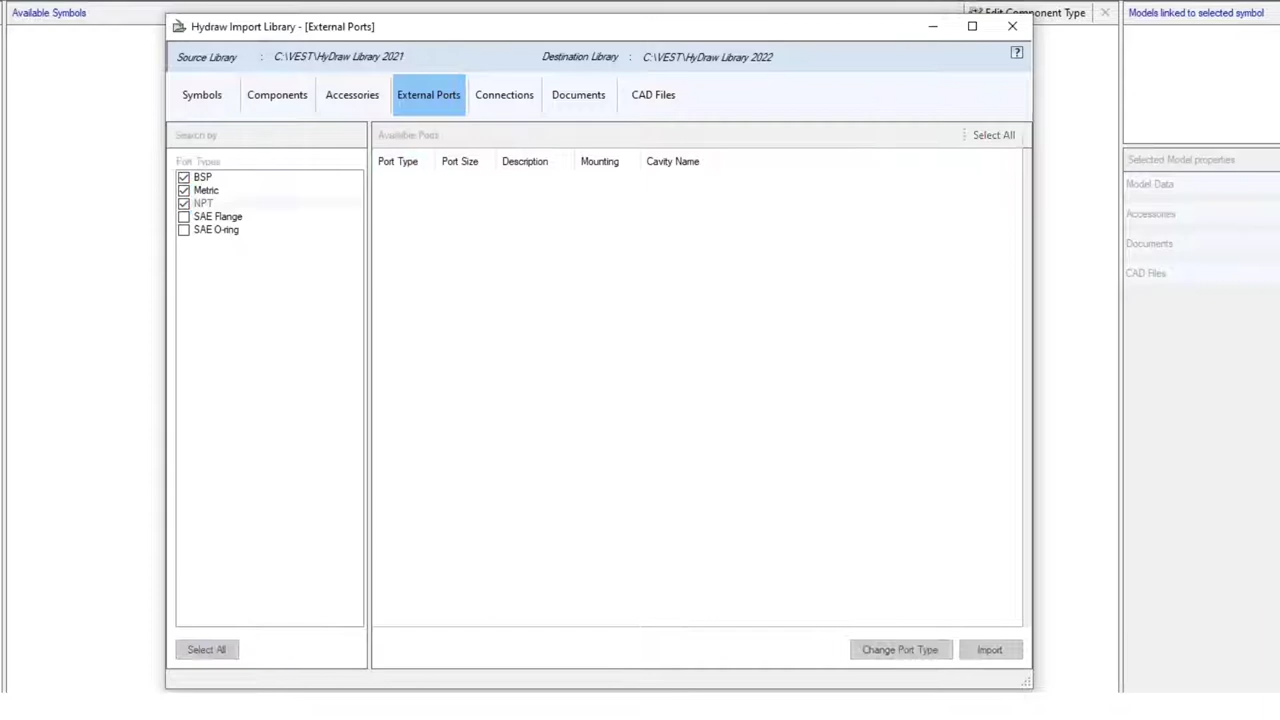 Available Symbols
Hydraw Import Library - [External Ports]
Component Type
Models linked to selected symbol
Source Library : C:\VEST\HyDraw Library 2021
Destination Library : C:\VEST\HyDraw Library 2022
?
Symbols
Components
Accessories
External Ports
Connections
Documents
CAD Files
Search by
Available Ports
Select All
Selected Model properties
Port Types
Port Type
Port Size
Description
Mounting
Cavity Name
BSP
Metric
NPT
SAE Flange
SAE O-ring
Model Data
Accessories
Documents
CAD Files
Select All
Change Port Type
Import